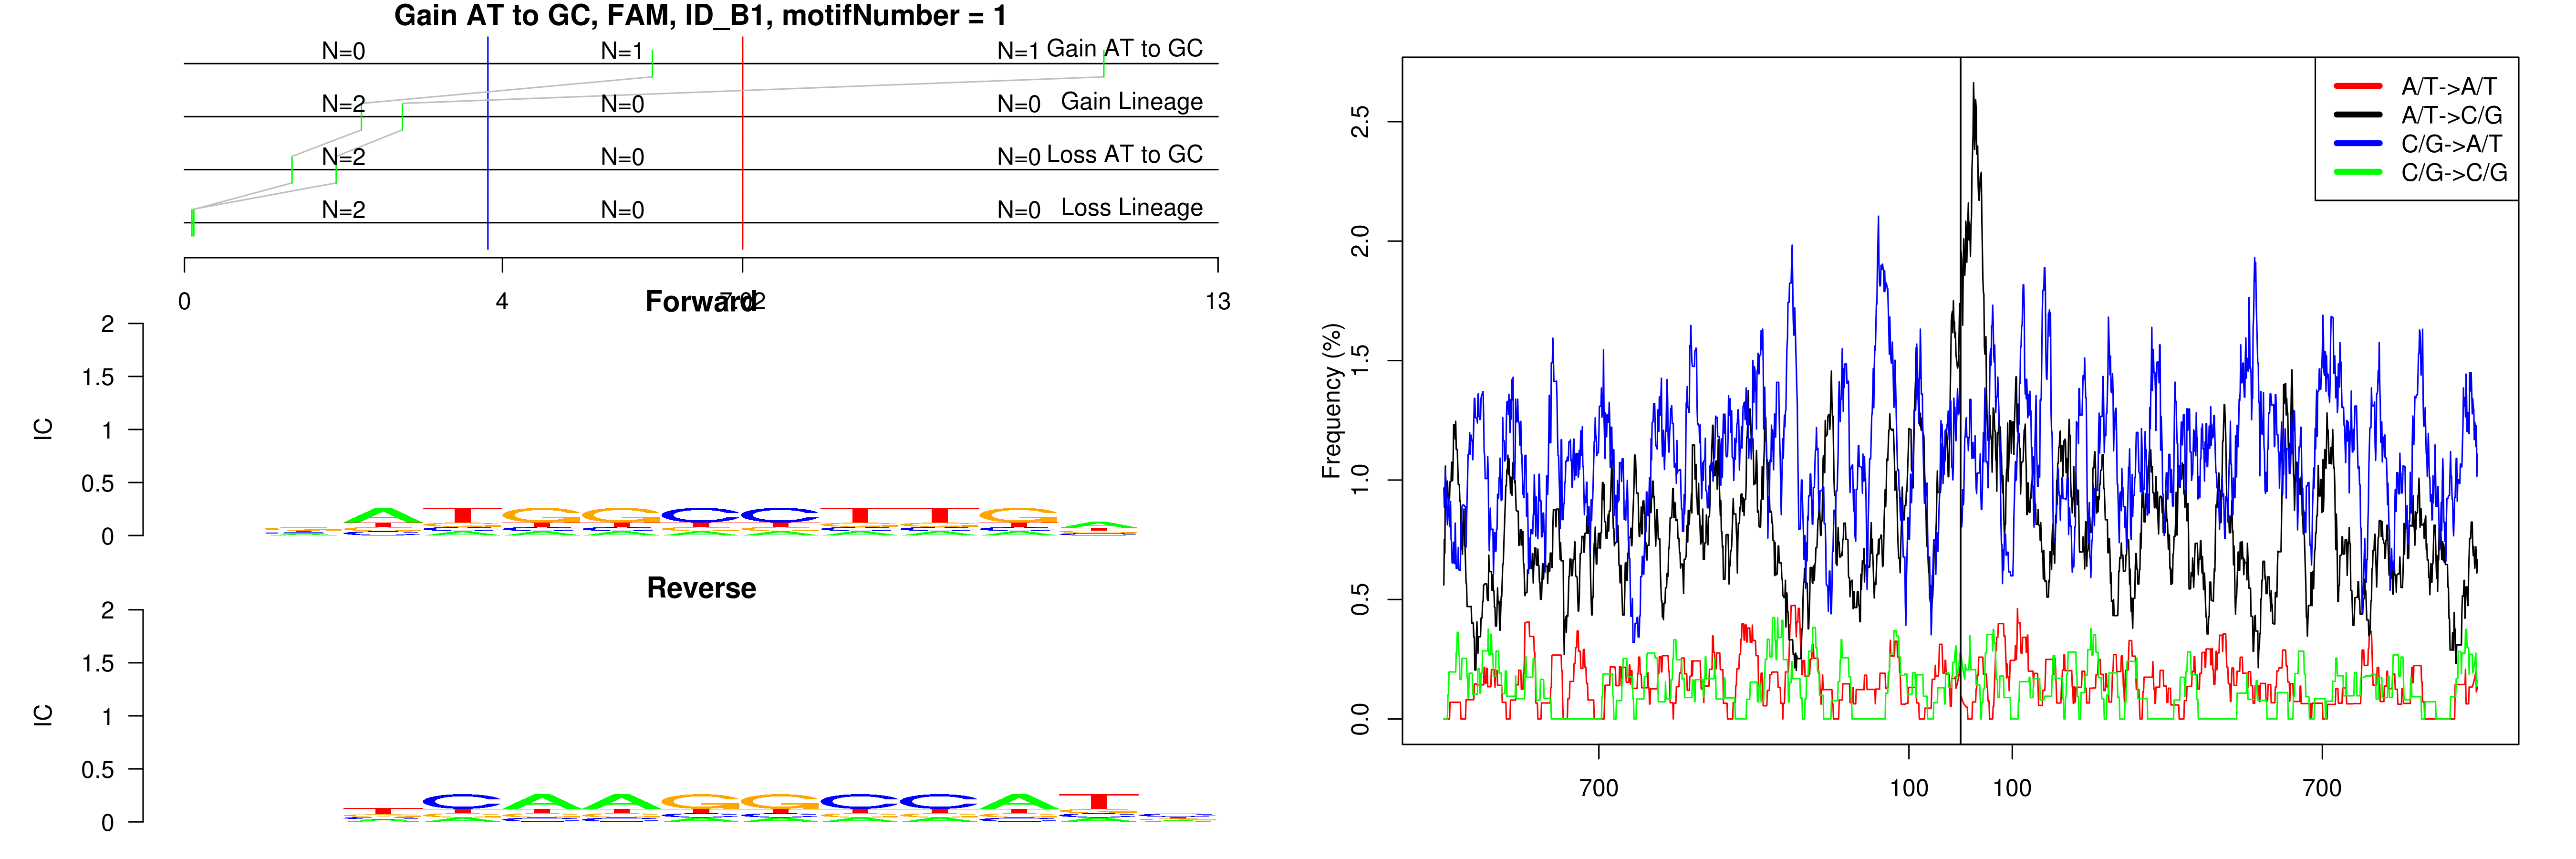 Gain AT to GC, FAM, ID_B1, motifNumber = 1
N=0 N=1 N=1 Gain AT to GC
N=2 N=0 N=0 Gain Lineage
N=2 N=0 N=0 Loss AT to GC
N=2 N=0 N=0 Loss Lineage
0 4 7.02 13
Forward
2
1.5
1
0.5
0
IC
ATGGCCTTGA
Reverse
2
1.5
1
0.5
0
IC
TCAAGGCCAT
A/T->A/T
A/T->C/G
C/G->A/T
C/G->C/G
Frequency (%)
2.5
2.0
1.5
1.0
0.5
0.0
700 100 100 700